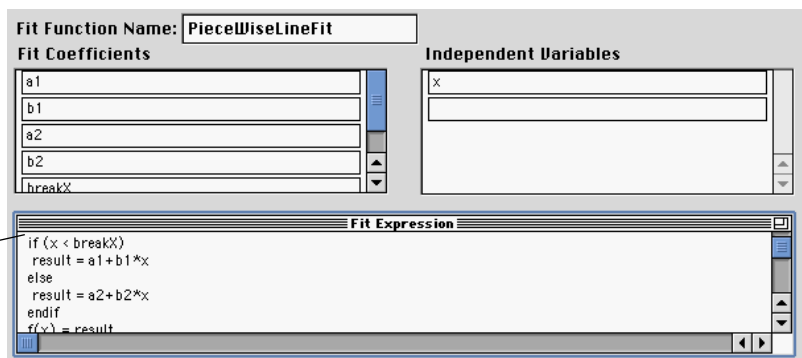 Fit Function Name: PieceWiseLineFit
Fit Coefficients
a1
b1
a2
b2
breakX
Independent Variables
x
Fit Expression
if (x < breakX)
result = a1+b1*x
else
result = a2+b2*x
endif
f(x) = result